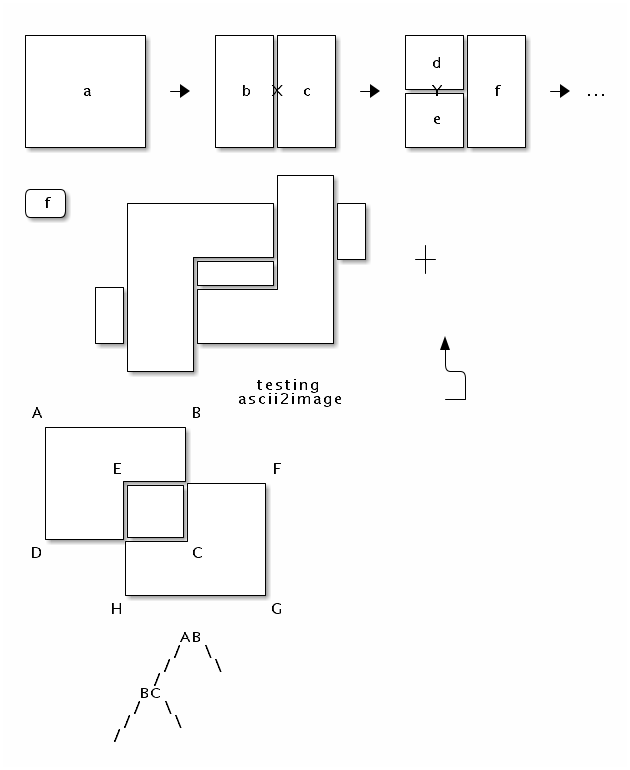 a b X c d Y e f ...
f
testing
ascii2image
A B
E F
D C
H G
AB
BC